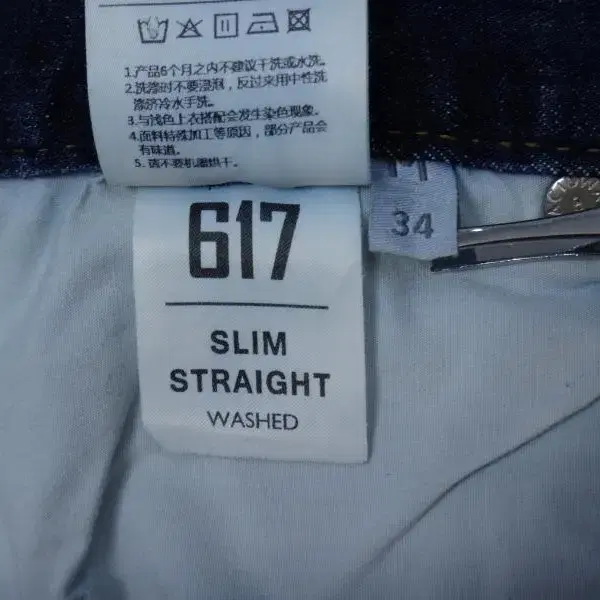 1.产品6个月之内不建议干洗或水洗。
2.洗涤时不要浸泡，反过来用中性洗
涤济冷水手洗。
3.与浅色上衣搭配会发生染色现象。
4.面料特殊加工等原因，部分产品会
有味道。
5. 请不要机器烘干。
34
617
SLIM
STRAIGHT
WASHED